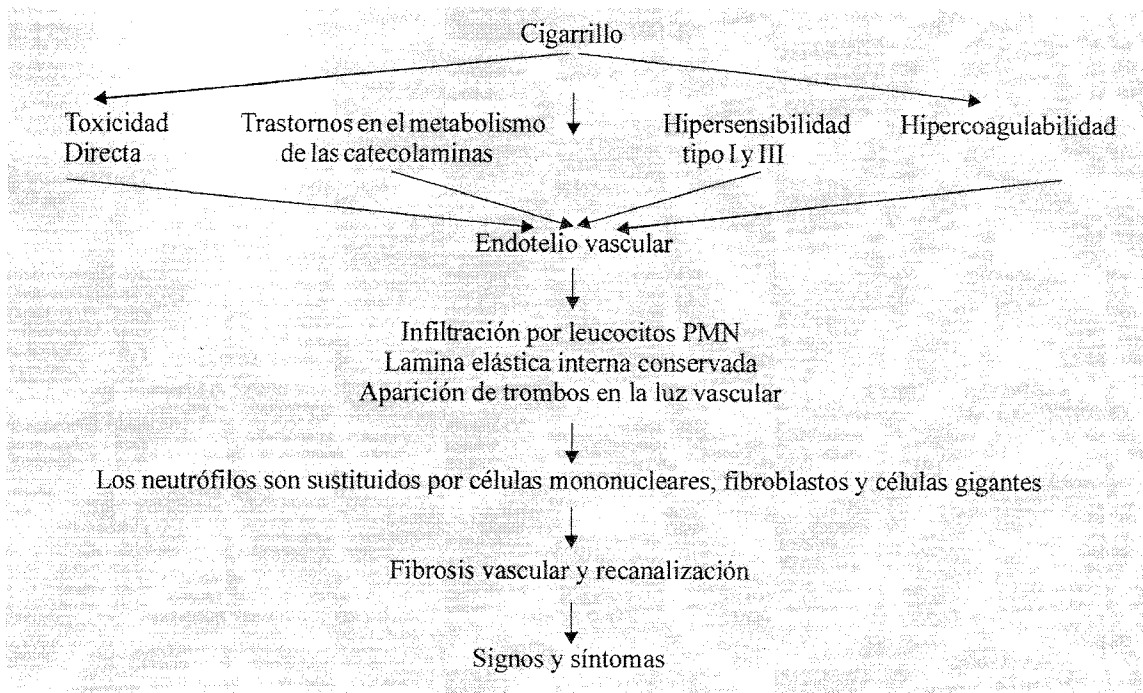 Cigarrillo
Toxicidad
Directa
Trastornos en el metabolismo
de las catecolaminas
Hipersensibilidad
tipo I y III
Hipercoagulabilidad
Endotelio vascular
Infiltración por leucocitos PMN
Lamina elástica interna conservada
Aparición de trombos en la luz vascular
Los neutrófilos son sustituidos por células mononucleares, fibroblastos y células gigantes
Fibrosis vascular y recanalización
Signos y síntomas